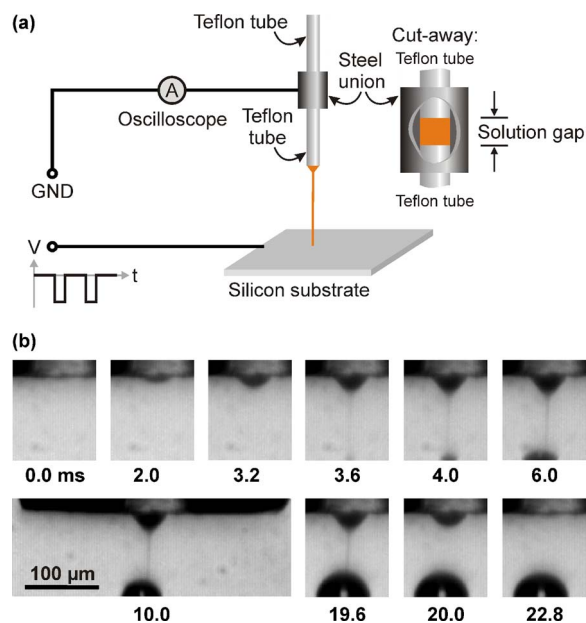 (a)
Teflon tube
Cut-away:
Teflon tube
Steel
union
A
Oscilloscope
Teflon
tube
Solution gap
GND
Teflon tube
V
t
Silicon substrate
(b)
0.0 ms 2.0 3.2 3.6 4.0 6.0
100 µm
10.0 19.6 20.0 22.8